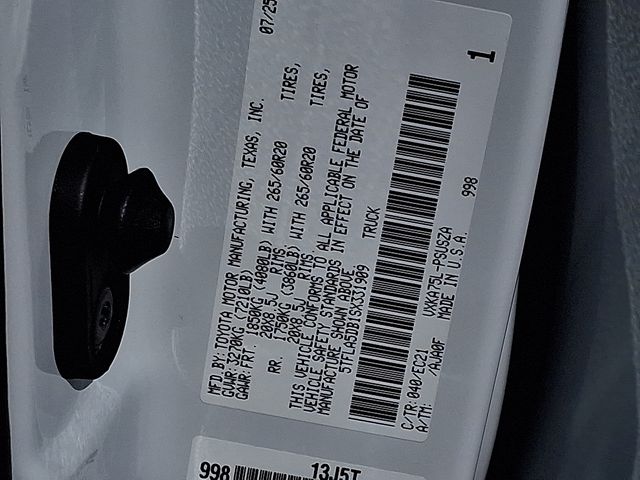 MFD.BY:TOYOTA MOTOR MANUFACTURING, TEXAS, INC. 07/25
GVWR: 3270KG (7210LB)
GAWR: FRT. 1850KG (4080LB) WITH 265/60R20 TIRES,
20X8.5J RIMS
RR. 1750KG (3860LB) WITH 265/60R20 TIRES,
20X8.5J RIMS
THIS VEHICLE CONFORMS TO ALL APPLICABLE FEDERAL MOTOR
VEHICLE SAFETY STANDARDS IN EFFECT ON THE DATE OF
MANUFACTURE SHOWN ABOVE.
5TFLA5DB1SX331989 TRUCK
1
C/TR: 040/EC21 VXKA75L-PSUSZA 998
A/TM: /AJA0F MADE IN U.S.A.
998 13J5T